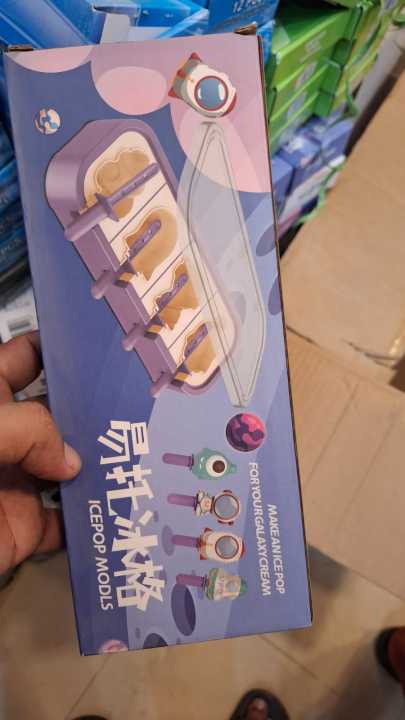 易托冰格
ICEPOP MODLS
MAKE AN ICE POP
FOR YOUR GALAXY CREAM